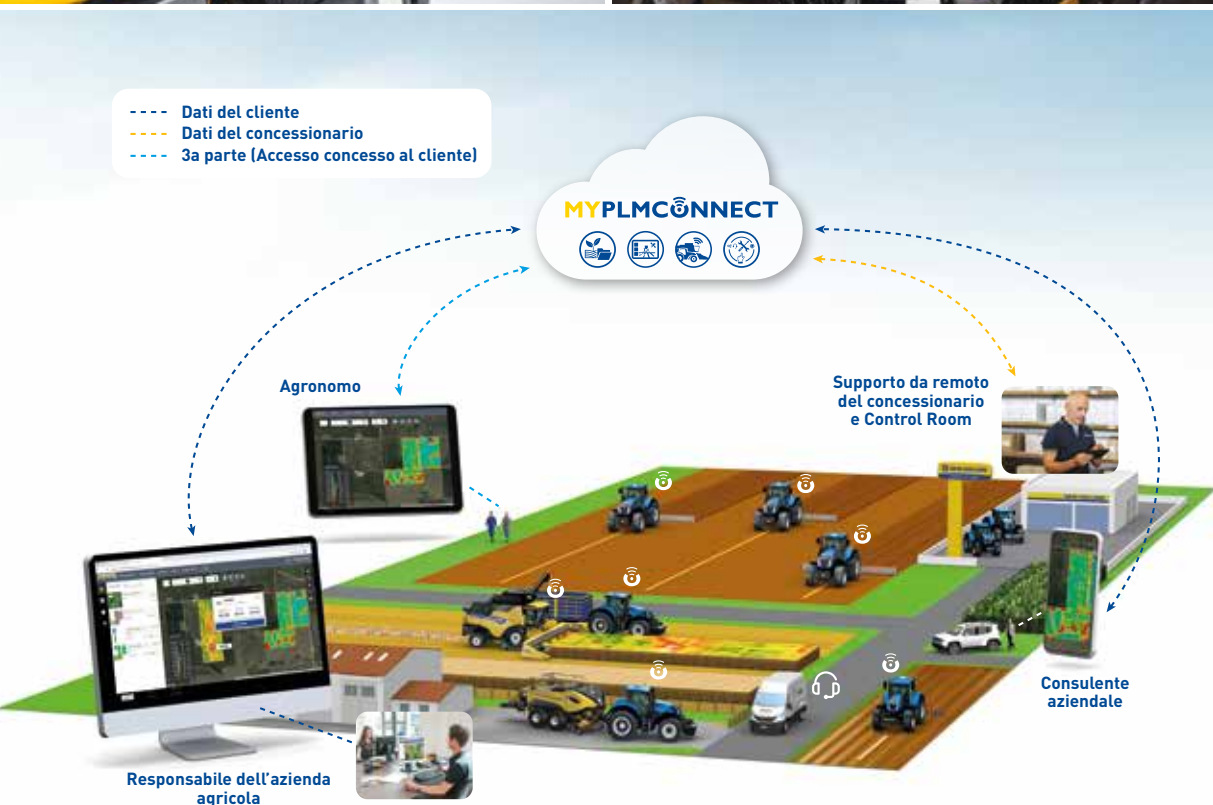 Dati del cliente
Dati del concessionario
3a parte (Accesso concesso al cliente)
MYPLMCONNECT
Agronomo
Supporto da remoto
del concessionario
e Control Room
Consulente
aziendale
Responsabile dell'azienda
agricola